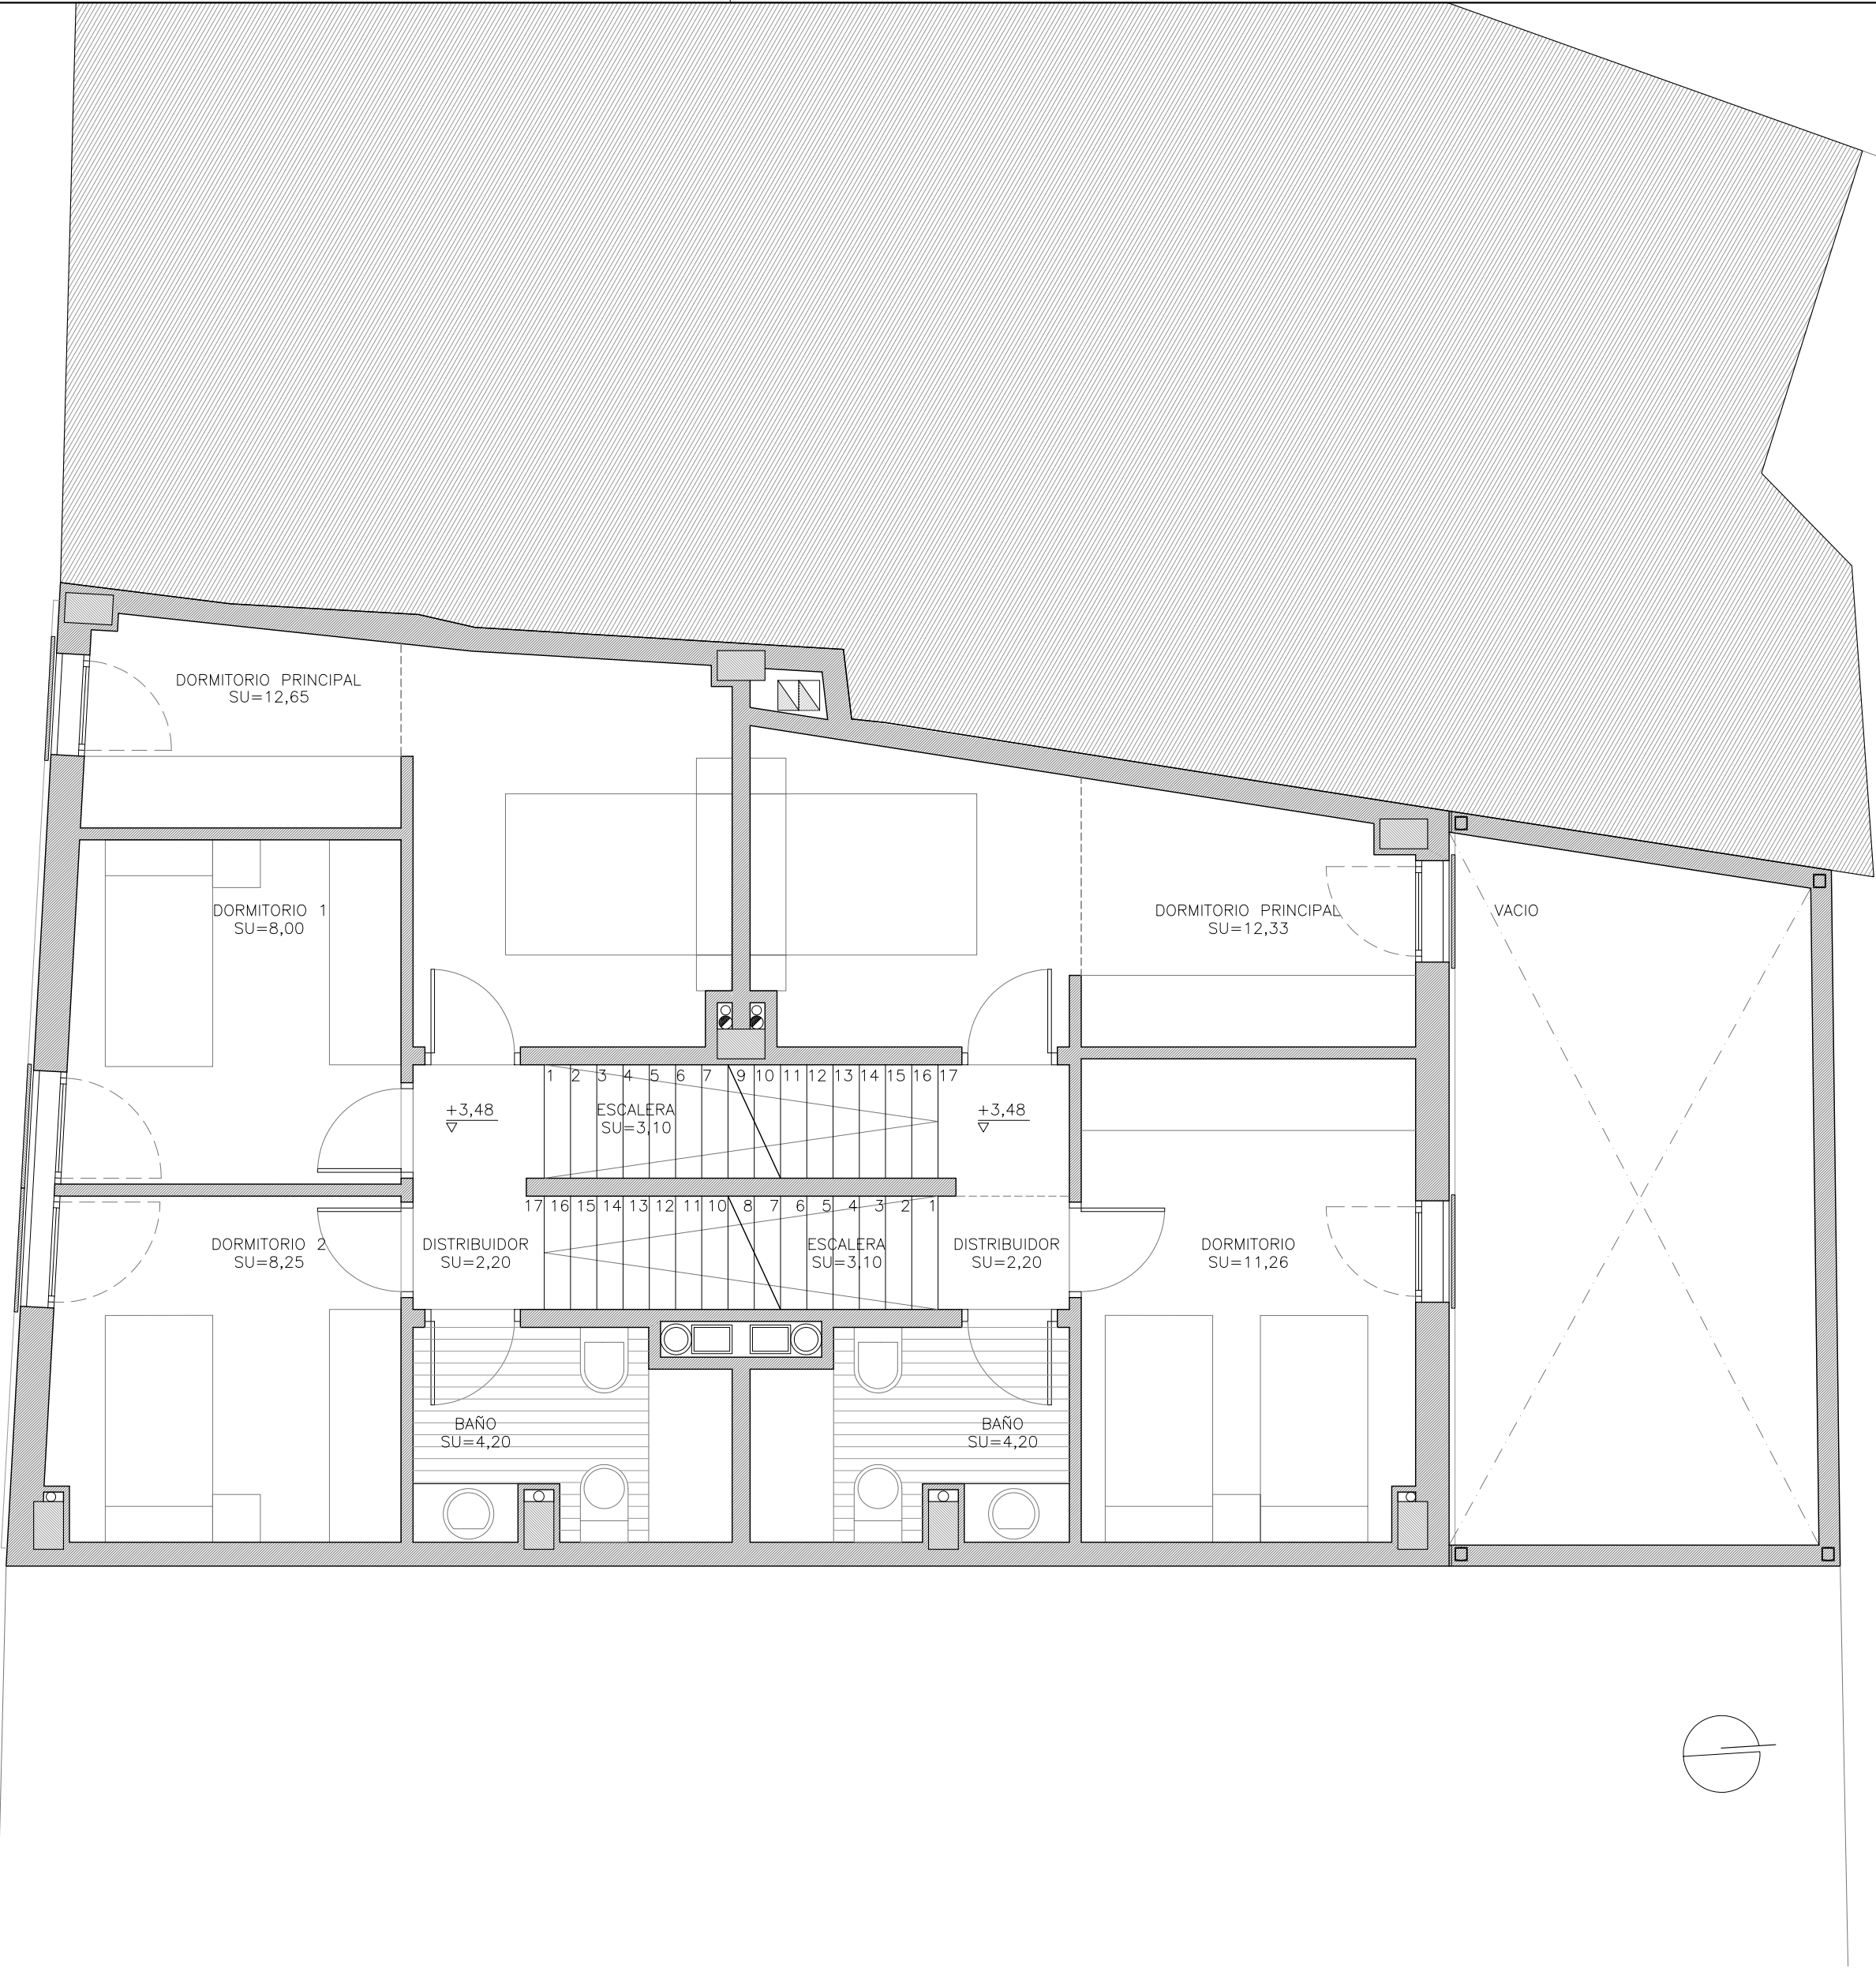 DORMITORIO PRINCIPAL
SU=12,65
DORMITORIO 1
SU=8,00
DORMITORIO PRINCIPAL
SU=12,33
VACIO
1 2 3 4 5 6 7 9 10 11 12 13 14 15 16 17
+3,48
ESCALERA
SU=3,10
+3,48
17 16 15 14 13 12 11 10 8 7 6 5 4 3 2 1
DORMITORIO 2
SU=8,25
DISTRIBUIDOR
SU=2,20
ESCALERA
SU=3,10
DISTRIBUIDOR
SU=2,20
DORMITORIO
SU=11,26
BAÑO
SU=4,20
BAÑO
SU=4,20